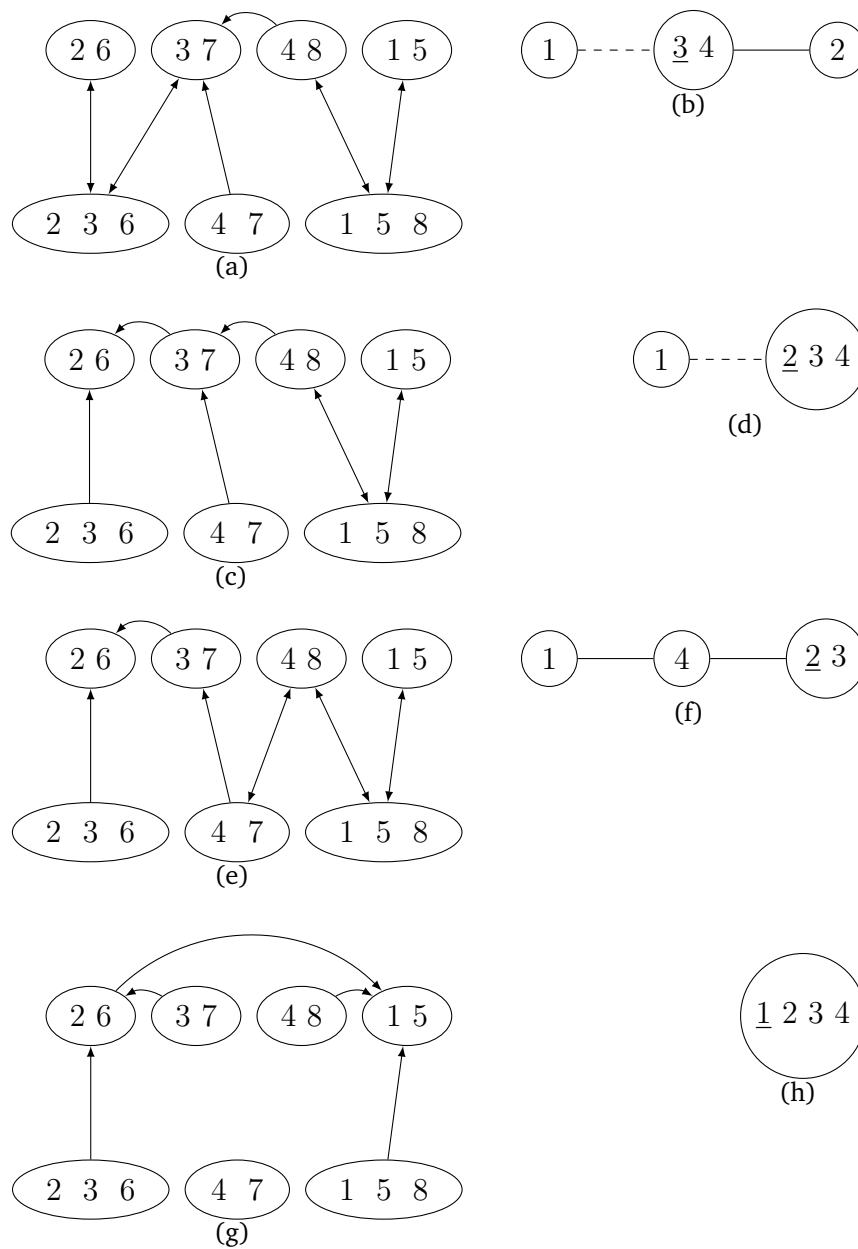 2 6 3 7 4 8 1 5
2 3 6 4 7 1 5 8
(a)
1 3 4 2
(b)
2 6 3 7 4 8 1 5
2 3 6 4 7 1 5 8
(c)
1 2 3 4
(d)
2 6 3 7 4 8 1 5
2 3 6 4 7 1 5 8
(e)
1 4 2 3
(f)
2 6 3 7 4 8 1 5
2 3 6 4 7 1 5 8
(g)
1 2 3 4
(h)